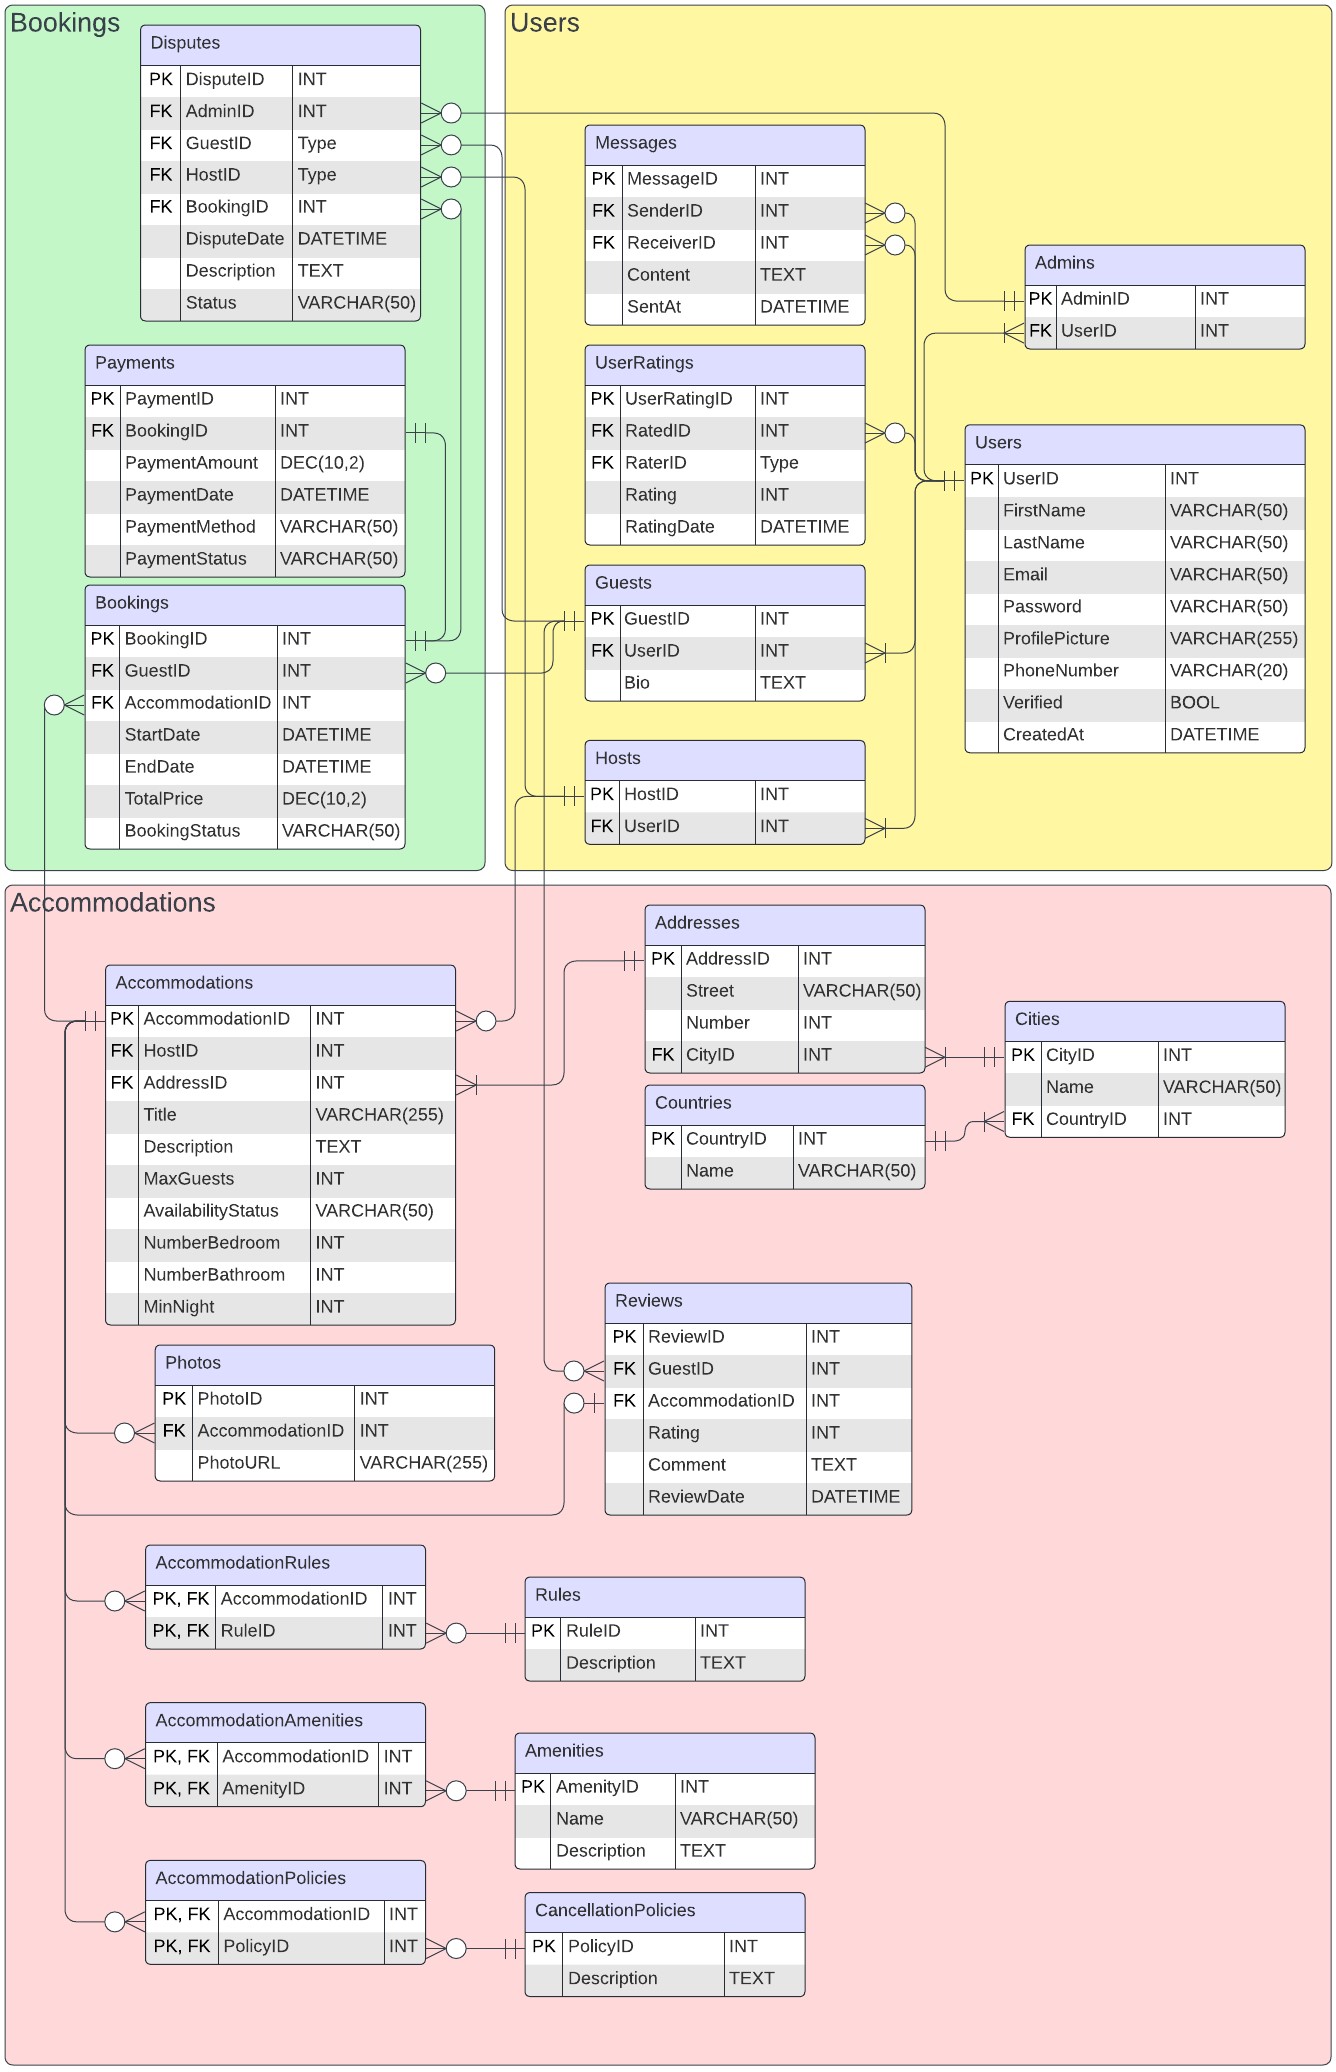 Bookings
Disputes
PK DisputeID INT
FK AdminID INT
FK GuestID Type
FK HostID Type
FK BookingID INT
DisputeDate DATETIME
Description TEXT
Status VARCHAR(50)
Payments
PK PaymentID INT
FK BookingID INT
PaymentAmount DEC(10,2)
PaymentDate DATETIME
PaymentMethod VARCHAR(50)
PaymentStatus VARCHAR(50)
Bookings
PK BookingID INT
FK GuestID INT
FK AccommodationID INT
StartDate DATETIME
EndDate DATETIME
TotalPrice DEC(10,2)
BookingStatus VARCHAR(50)
Users
Messages
PK MessageID INT
FK SenderID INT
FK ReceiverID INT
Content TEXT
SentAt DATETIME
UserRatings
PK UserRatingID INT
FK RatedID INT
FK RaterID Type
Rating INT
RatingDate DATETIME
Guests
PK GuestID INT
FK UserID INT
Bio TEXT
Hosts
PK HostID INT
FK UserID INT
Admins
PK AdminID INT
FK UserID INT
Users
PK UserID INT
FirstName VARCHAR(50)
LastName VARCHAR(50)
Email VARCHAR(50)
Password VARCHAR(50)
ProfilePicture VARCHAR(255)
PhoneNumber VARCHAR(20)
Verified BOOL
CreatedAt DATETIME
Accommodations
Accommodations
PK AccommodationID INT
FK HostID INT
FK AddressID INT
Title VARCHAR(255)
Description TEXT
MaxGuests INT
AvailabilityStatus VARCHAR(50)
NumberBedroom INT
NumberBathroom INT
MinNight INT
Addresses
PK AddressID INT
Street VARCHAR(50)
Number INT
FK CityID INT
Countries
PK CountryID INT
Name VARCHAR(50)
Cities
PK CityID INT
Name VARCHAR(50)
FK CountryID INT
Photos
PK PhotoID INT
FK AccommodationID INT
PhotoURL VARCHAR(255)
Reviews
PK ReviewID INT
FK GuestID INT
FK AccommodationID INT
Rating INT
Comment TEXT
ReviewDate DATETIME
AccommodationRules
PK, FK AccommodationID INT
PK, FK RuleID INT
Rules
PK RuleID INT
Description TEXT
AccommodationAmenities
PK, FK AccommodationID INT
PK, FK AmenityID INT
Amenities
PK AmenityID INT
Name VARCHAR(50)
Description TEXT
AccommodationPolicies
PK, FK AccommodationID INT
PK, FK PolicyID INT
CancellationPolicies
PK PolicyID INT
Description TEXT